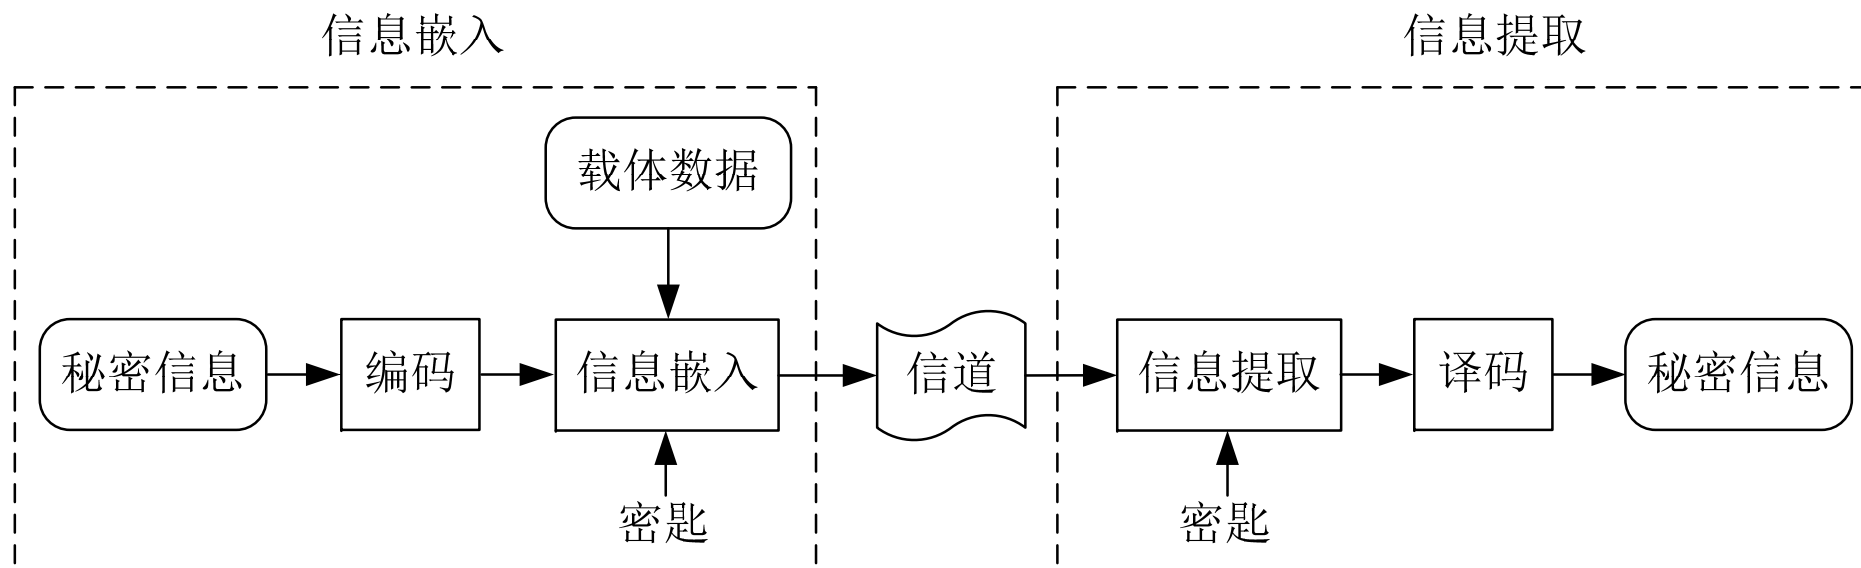 信息嵌入
信息提取
载体数据
秘密信息
编码
信息嵌入
信道
信息提取
译码
秘密信息
密匙
密匙